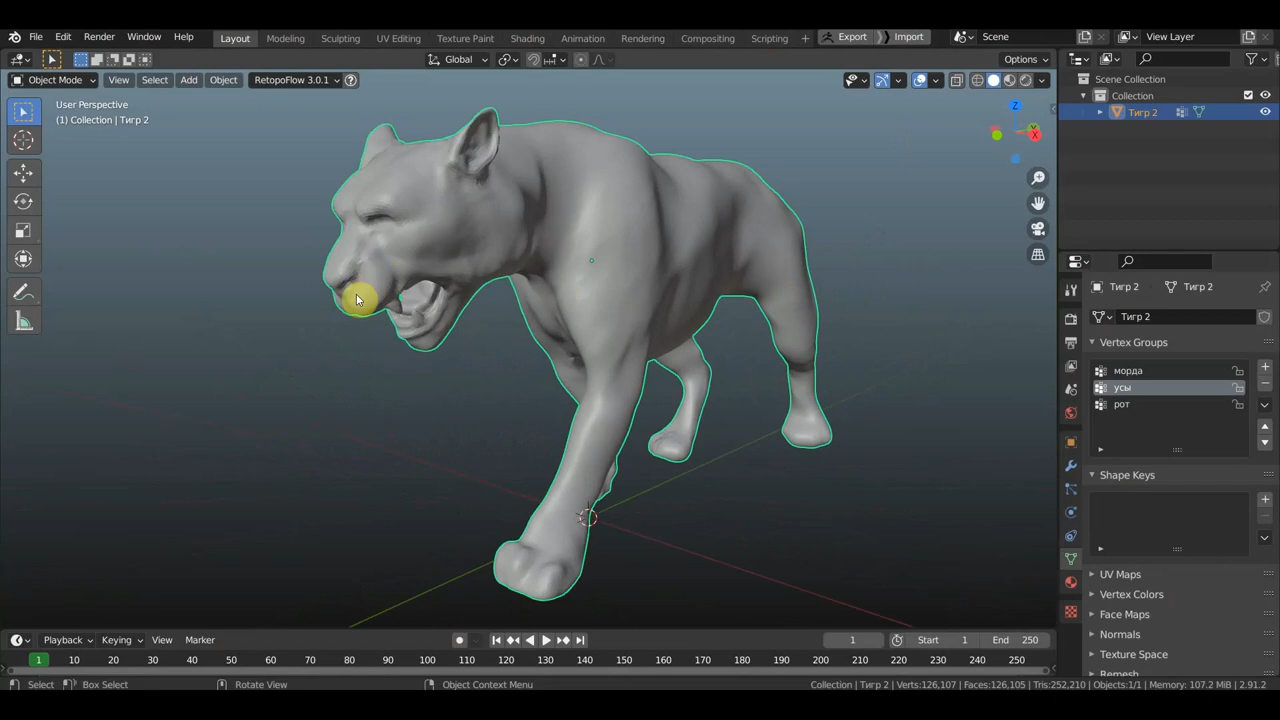 File Edit Render Window Help Layout Modeling Sculpting UV Editing Texture Paint Shading Animation Rendering Compositing Scripting + Export Import Scene View Layer
Global Options
Object Mode View Select Add Object RetopoFlow 3.0.1
Scene Collection
Collection
Тигр 2
User Perspective
(1) Collection | Тигр 2
Z
X
Тигр 2 Тигр 2
Тигр 2
Vertex Groups
морда
усы
рот
Shape Keys
UV Maps
Vertex Colors
Face Maps
Normals
Texture Space
Remesh
Playback Keying View Marker 1 Start 1 End 250
1 10 20 30 40 50 60 70 80 90 100 110 120 130 140 150 160 170 180 190 200 210 220 230 240 250
Select Box Select Rotate View Object Context Menu Collection | Тигр 2 | Verts:126,107 | Faces:126,105 | Tris:252,210 | Objects:1/1 | Memory: 107.2 MiB | 2.91.2